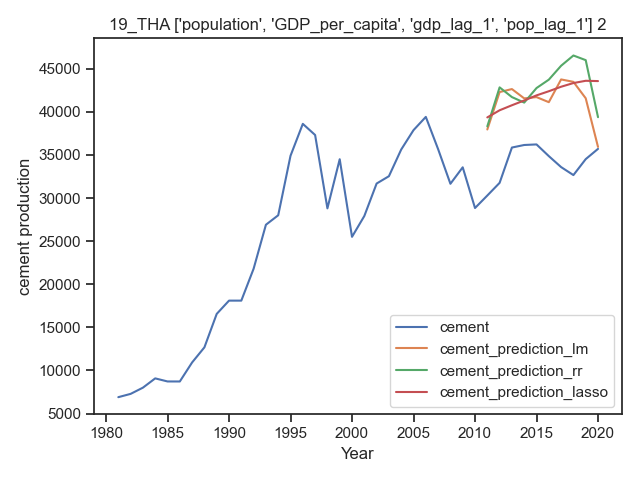 19_THA ['population', 'GDP_per_capita', 'gdp_lag_1', 'pop_lag_1'] 2
45000
40000
35000
30000
25000
20000
15000
10000
5000
cement production
cement
cement_prediction_lm
cement_prediction_rr
cement_prediction_lasso
1980 1985 1990 1995 2000 2005 2010 2015 2020
Year